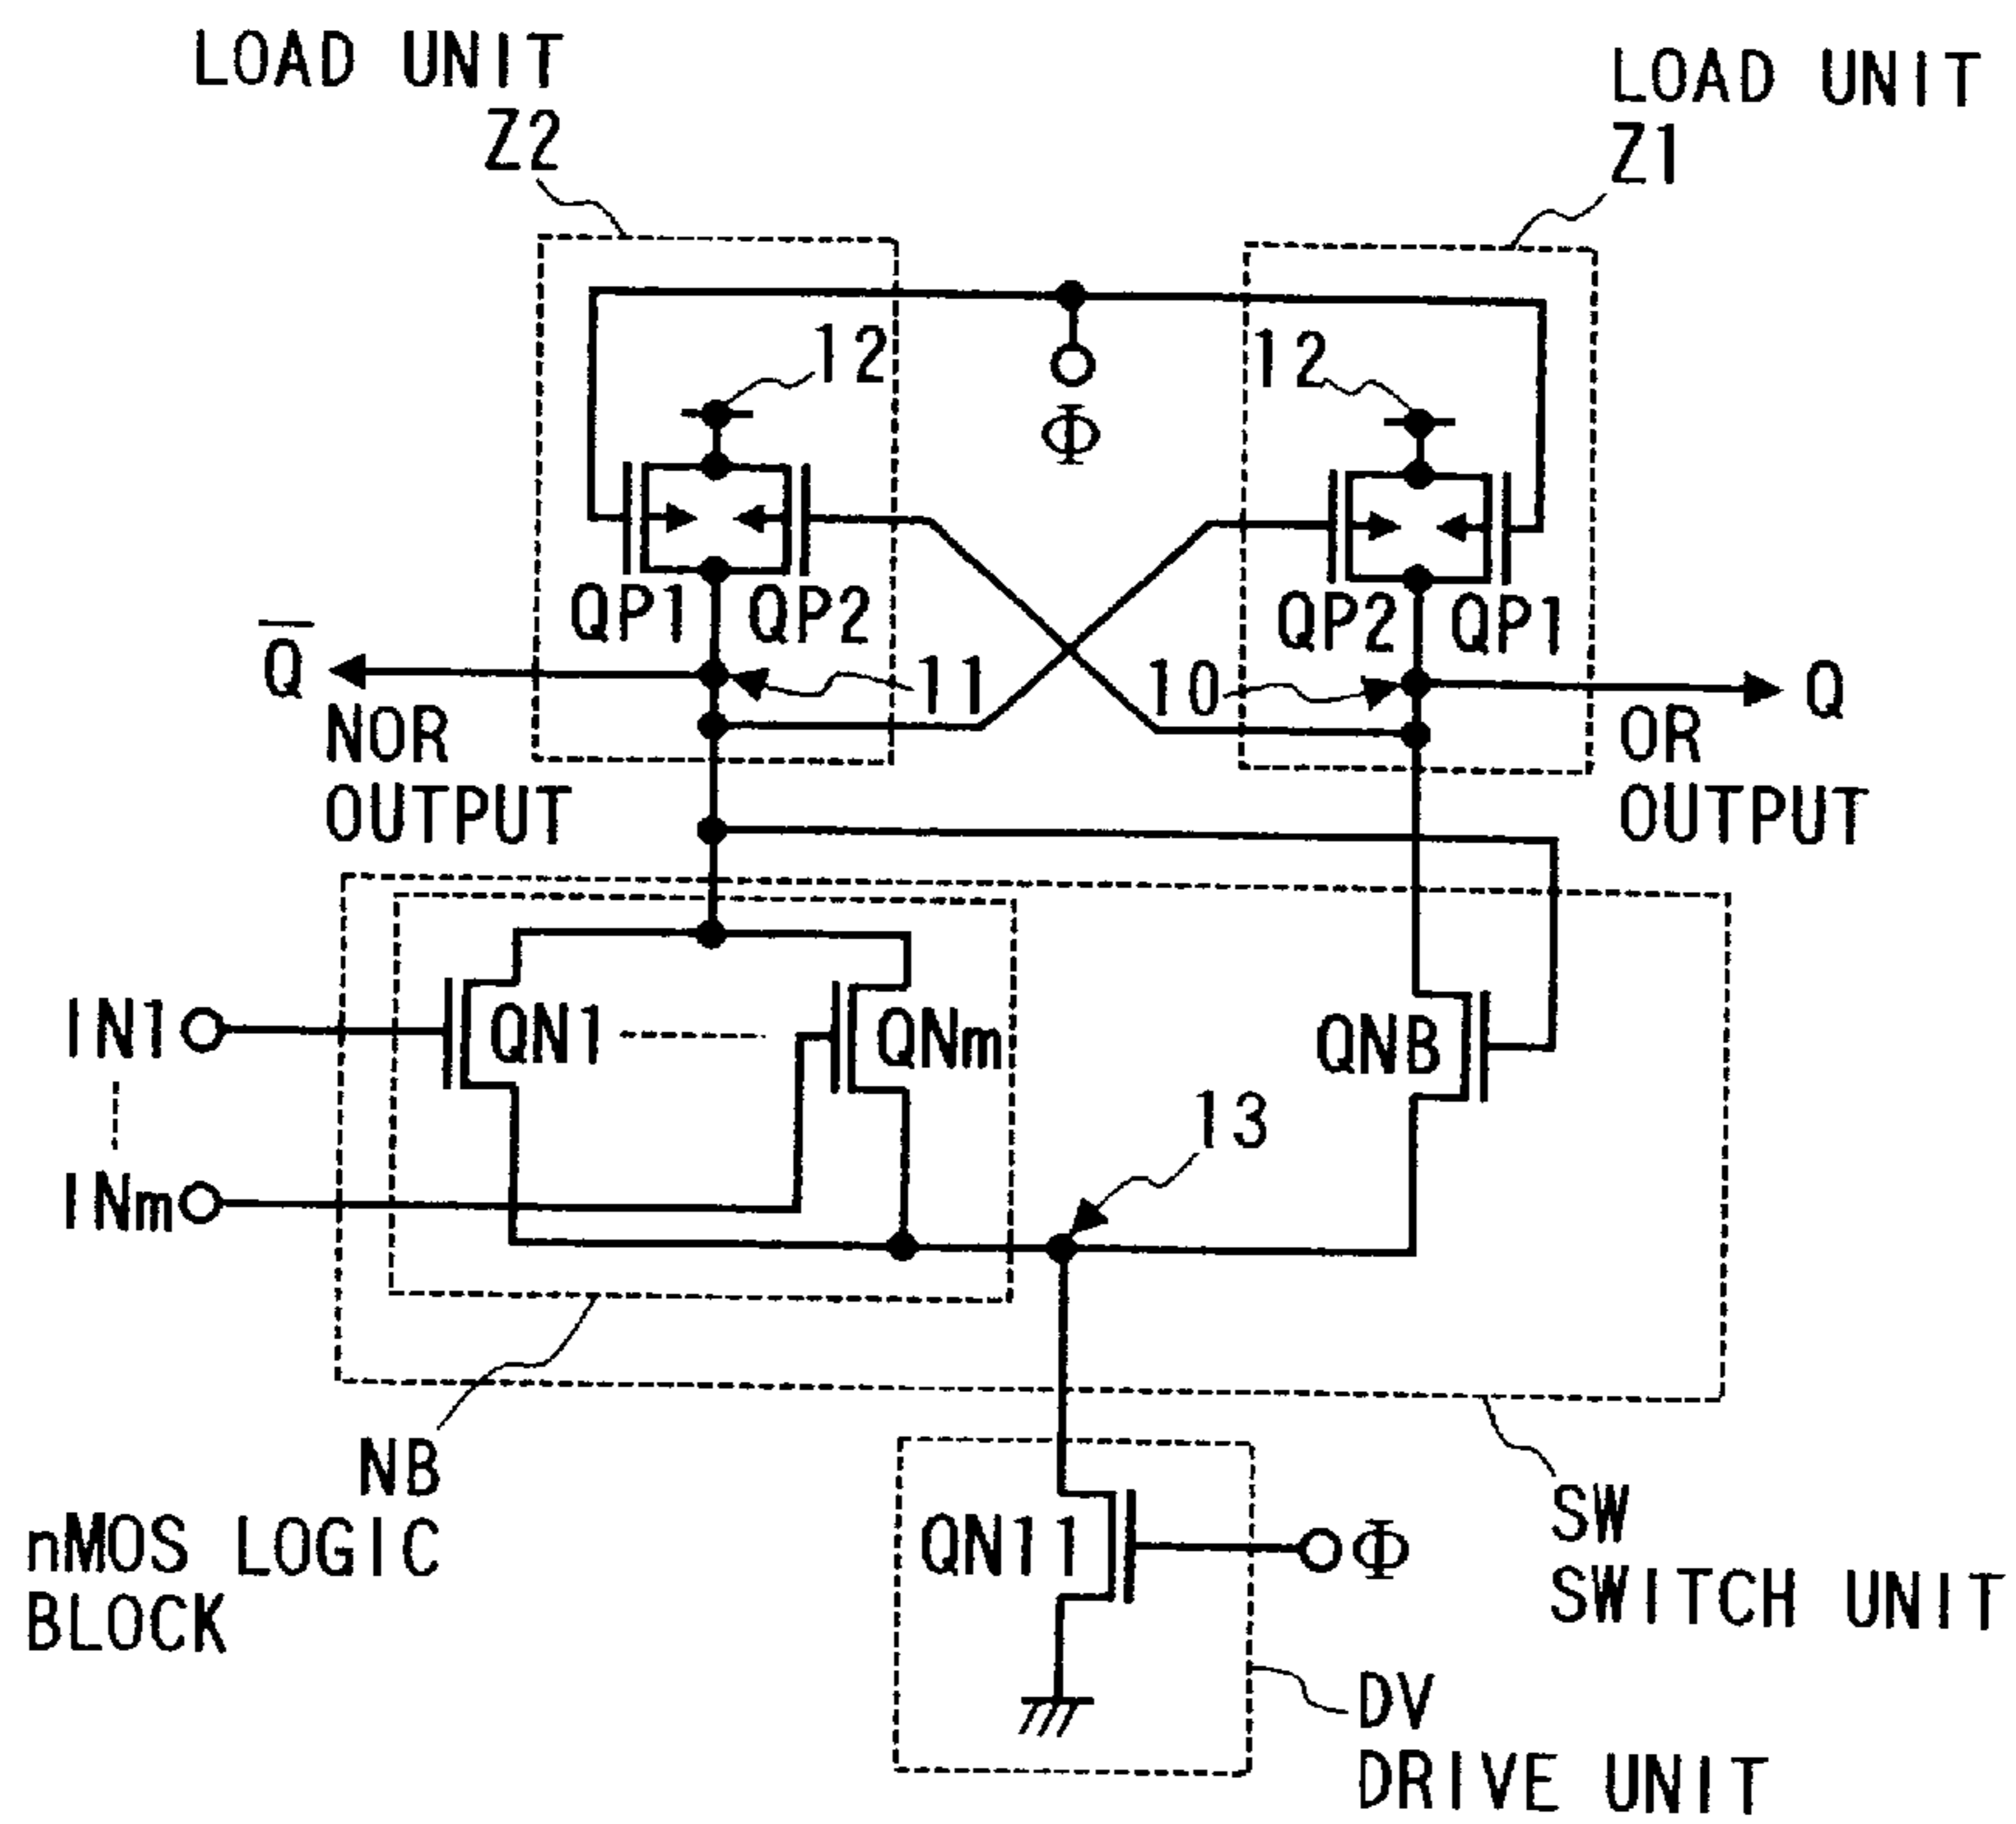 LOAD UNIT
Z2
LOAD UNIT
Z1
12
Φ
12
QP1
QP2
QP2
QP1
Q̅
NOR
OUTPUT
11
10
Q
OR
OUTPUT
IN1
QN1
QNm
QNB
INm
13
NB
nMOS LOGIC
BLOCK
QN11
Φ
SW
SWITCH UNIT
DV
DRIVE UNIT